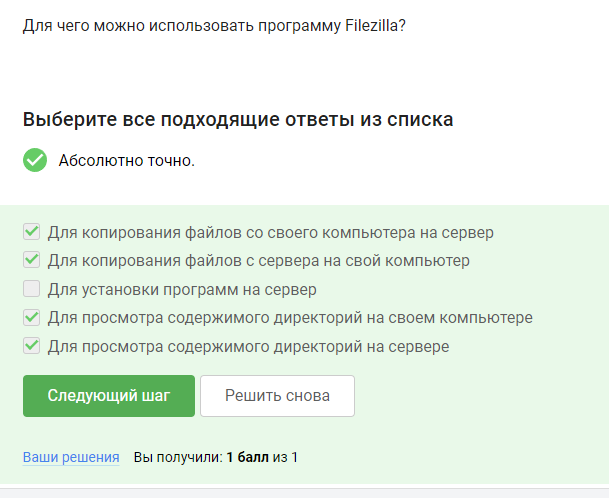 Для чего можно использовать программу Filezilla?
Выберите все подходящие ответы из списка
Абсолютно точно.
Для копирования файлов со своего компьютера на сервер
Для копирования файлов с сервера на свой компьютер
Для установки программ на сервер
Для просмотра содержимого директорий на своем компьютере
Для просмотра содержимого директорий на сервере
Следующий шаг Решить снова
Ваши решения Вы получили: 1 балл из 1